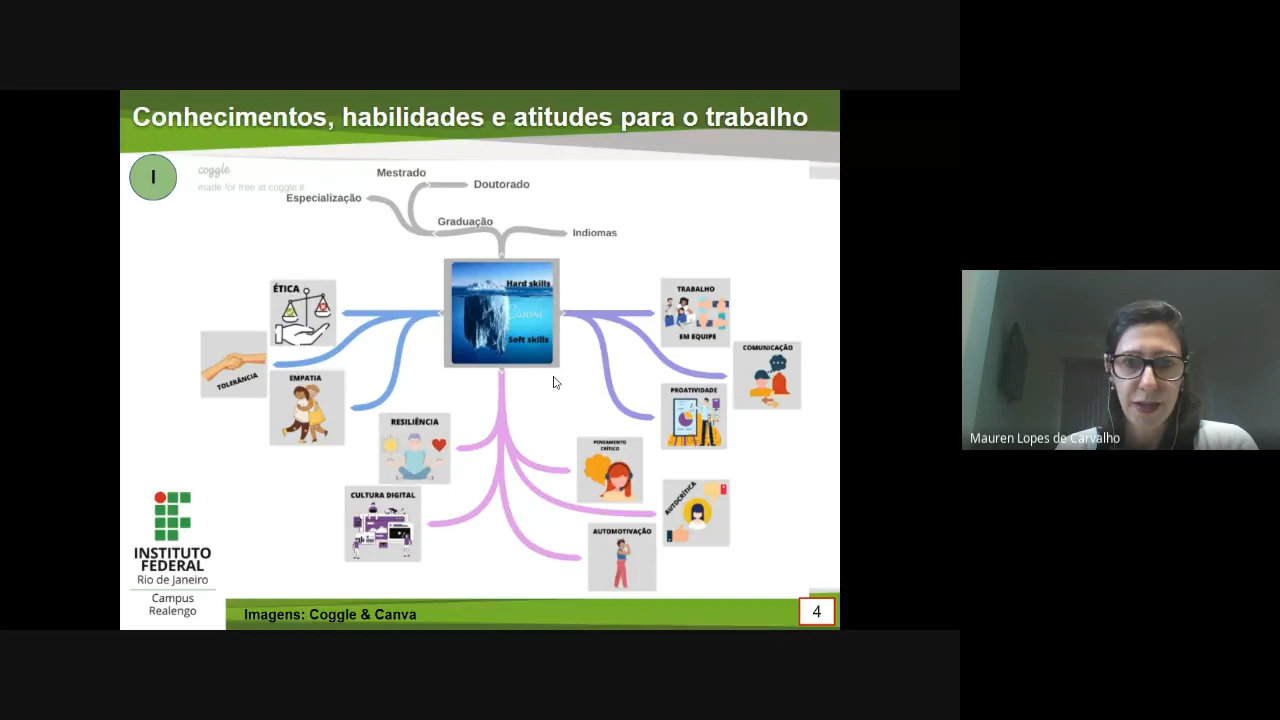 Conhecimentos, habilidades e atitudes para o trabalho
I
coggle
made for free at coggle.it
Mestrado
Doutorado
Especialização
Graduação
Indiomas
Hard skills
Canva
Soft skills
ÉTICA
TOLERÂNCIA
EMPATIA
TRABALHO
EM EQUIPE
COMUNICAÇÃO
PROATIVIDADE
RESILIÊNCIA
CULTURA DIGITAL
PENSAMENTO
CRÍTICO
AUTOCRÍTICA
AUTOMOTIVAÇÃO
INSTITUTO
FEDERAL
Rio de Janeiro
Campus
Realengo
Imagens: Coggle & Canva
4
Mauren Lopes de Carvalho